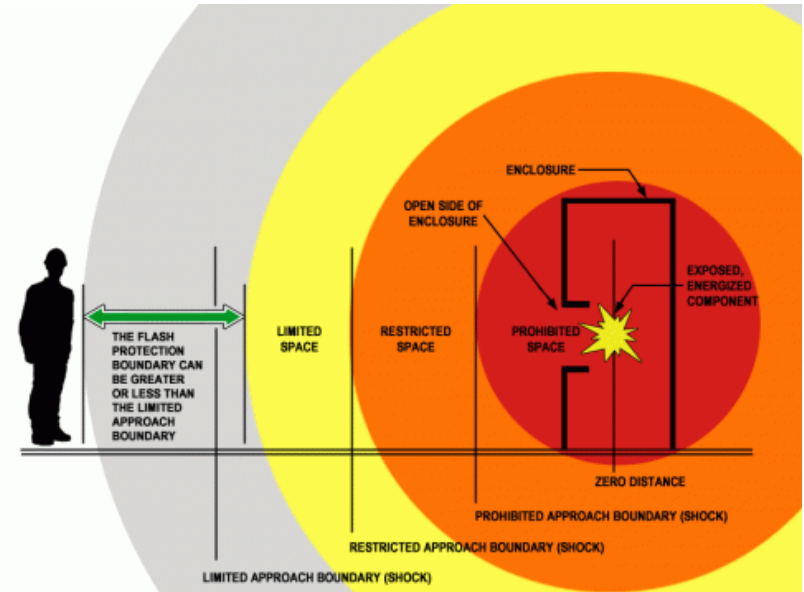 ENCLOSURE
OPEN SIDE OF
ENCLOSURE
EXPOSED,
ENERGIZED
COMPONENT
THE FLASH
PROTECTION
BOUNDARY CAN
BE GREATER
OR LESS THAN
THE LIMITED
APPROACH
BOUNDARY
LIMITED
SPACE
RESTRICTED
SPACE
PROHIBITED
SPACE
ZERO DISTANCE
PROHIBITED APPROACH BOUNDARY (SHOCK)
RESTRICTED APPROACH BOUNDARY (SHOCK)
LIMITED APPROACH BOUNDARY (SHOCK)